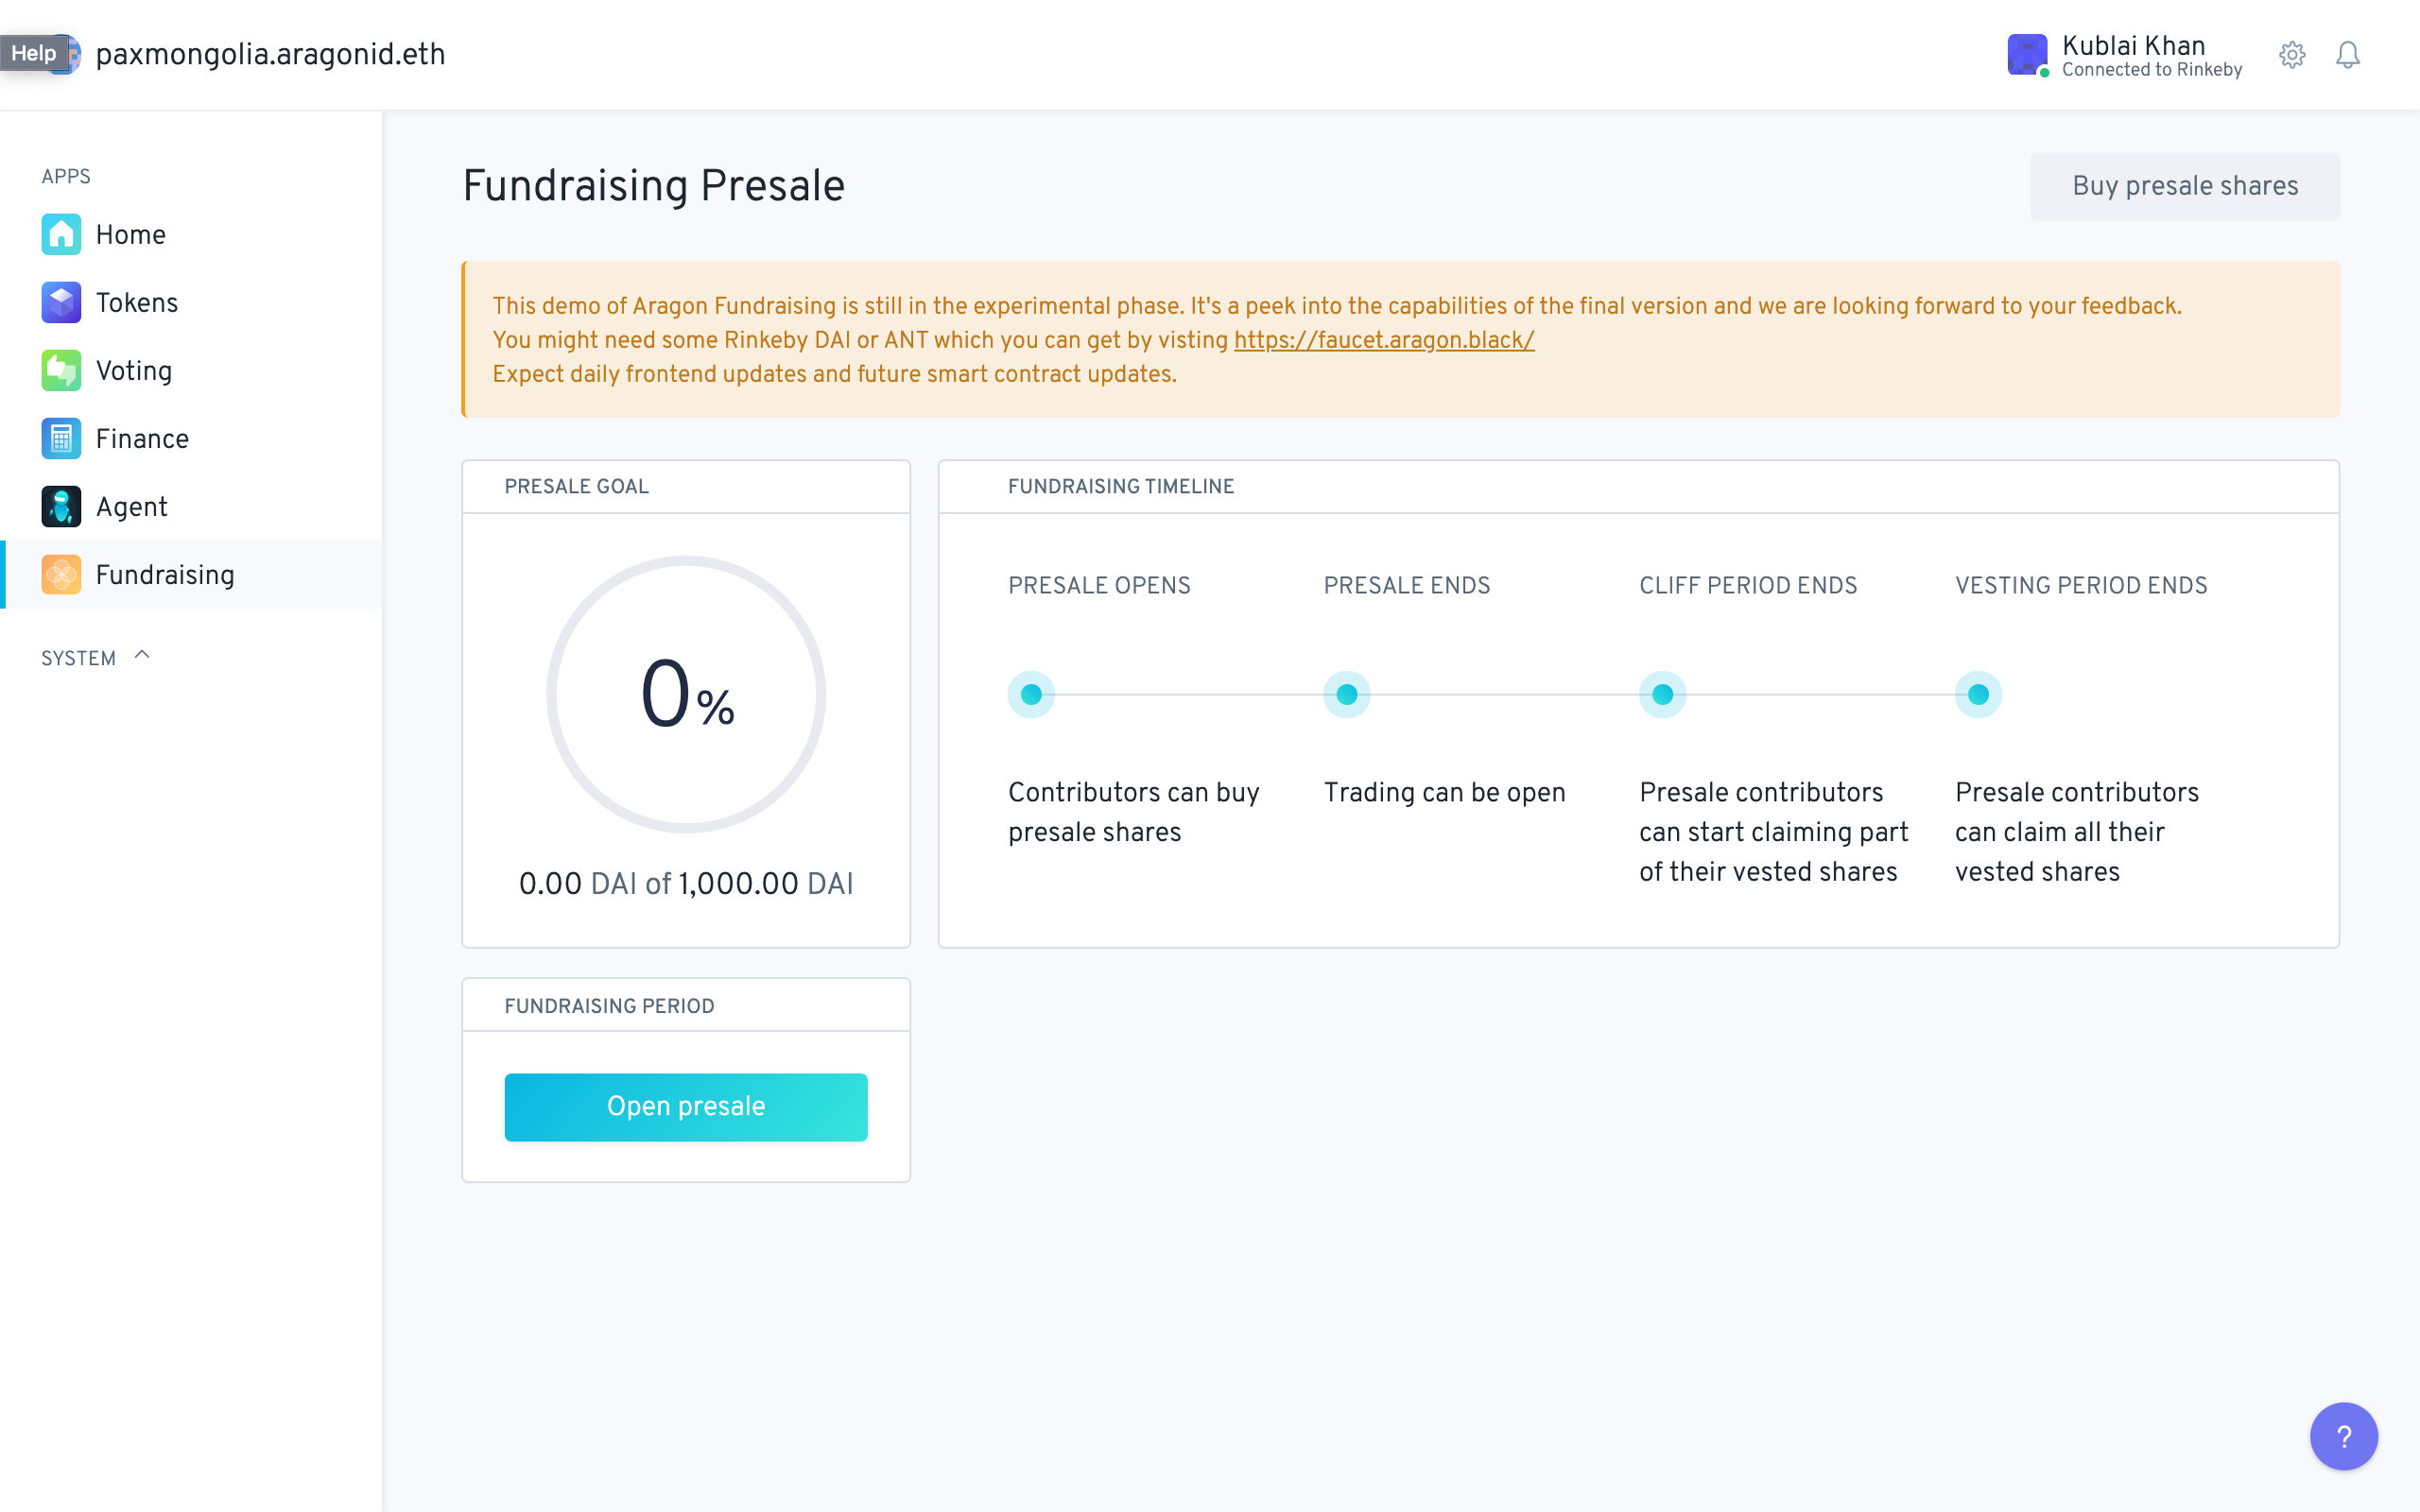 Help
paxmongolia.aragonid.eth
Kublai Khan
Connected to Rinkeby
APPS
Home
Tokens
Voting
Finance
Agent
Fundraising
SYSTEM
Fundraising Presale
Buy presale shares
This demo of Aragon Fundraising is still in the experimental phase. It's a peek into the capabilities of the final version and we are looking forward to your feedback.
You might need some Rinkeby DAI or ANT which you can get by visting https://faucet.aragon.black/
Expect daily frontend updates and future smart contract updates.
PRESALE GOAL
0%
0.00 DAI of 1,000.00 DAI
FUNDRAISING TIMELINE
PRESALE OPENS
Contributors can buy
presale shares
PRESALE ENDS
Trading can be open
CLIFF PERIOD ENDS
Presale contributors
can start claiming part
of their vested shares
VESTING PERIOD ENDS
Presale contributors
can claim all their
vested shares
FUNDRAISING PERIOD
Open presale
?